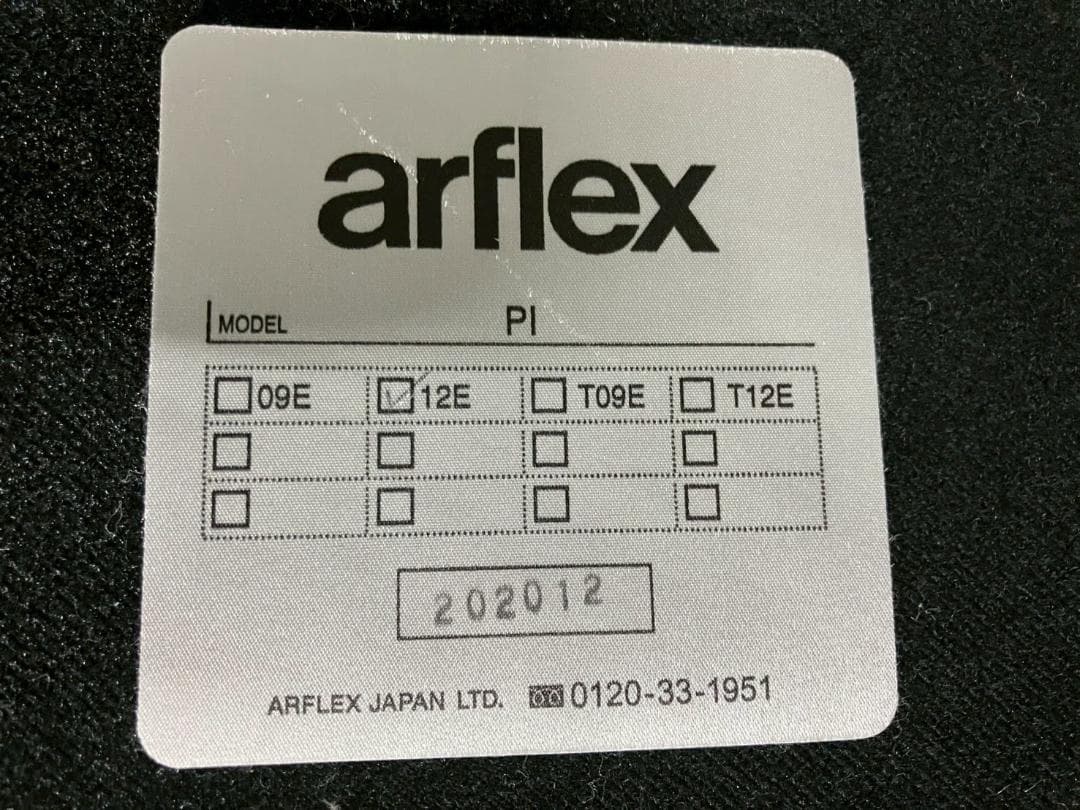 arflex
MODEL PI
☐ 09E ☑ 12E ☐ T09E ☐ T12E
202012
ARFLEX JAPAN LTD. 0120-33-1951